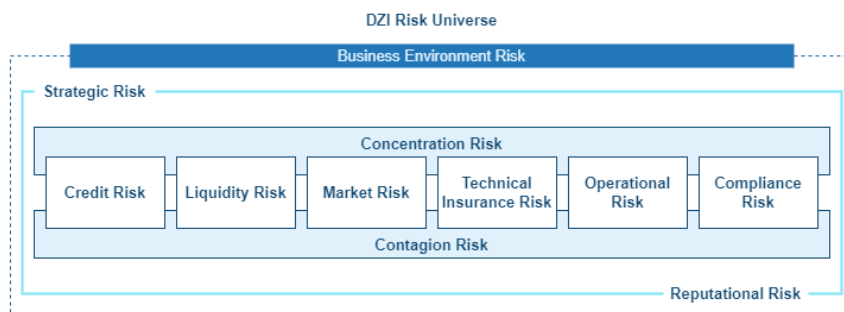 DZI Risk Universe
Business Environment Risk
Strategic Risk
Concentration Risk
Credit Risk
Liquidity Risk
Market Risk
Technical
Insurance Risk
Operational
Risk
Compliance
Risk
Contagion Risk
Reputational Risk